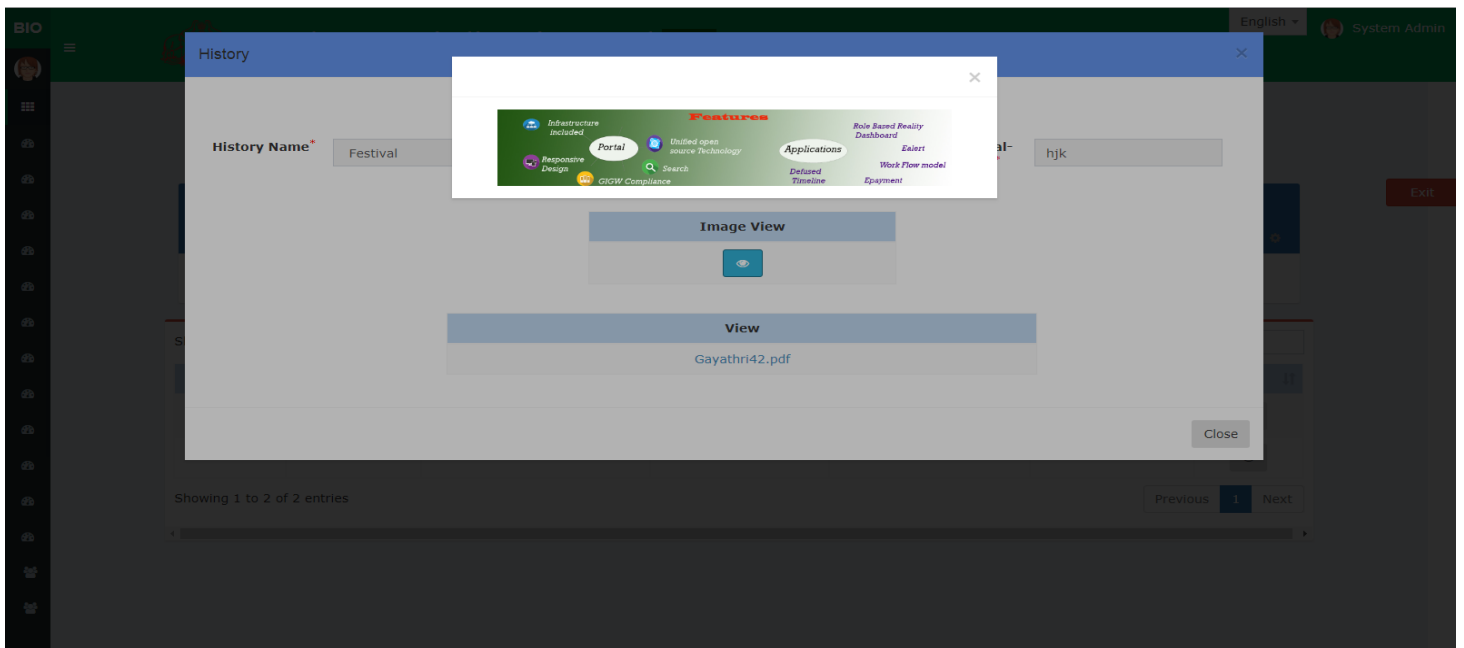 BIO
English
System Admin
History
×
×
Features
Infrastructure
included
Portal
Unified open
source Technology
Responsive
Design
Search
GIGW Compliance
Applications
Role Based Reality
Dashboard
Ealert
Work Flow model
Defused
Timeline
Epayment
History Name*
Festival
al-
*
hjk
Exit
Image View
View
Gayathri42.pdf
Close
S
Showing 1 to 2 of 2 entries
Previous 1 Next